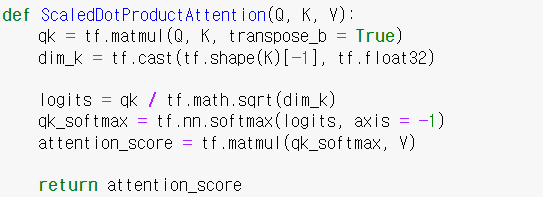 def ScaledDotProductAttention(Q, K, V):
    qk = tf.matmul(Q, K, transpose_b = True)
    dim_k = tf.cast(tf.shape(K)[-1], tf.float32)

    logits = qk / tf.math.sqrt(dim_k)
    qk_softmax = tf.nn.softmax(logits, axis = -1)
    attention_score = tf.matmul(qk_softmax, V)

    return attention_score